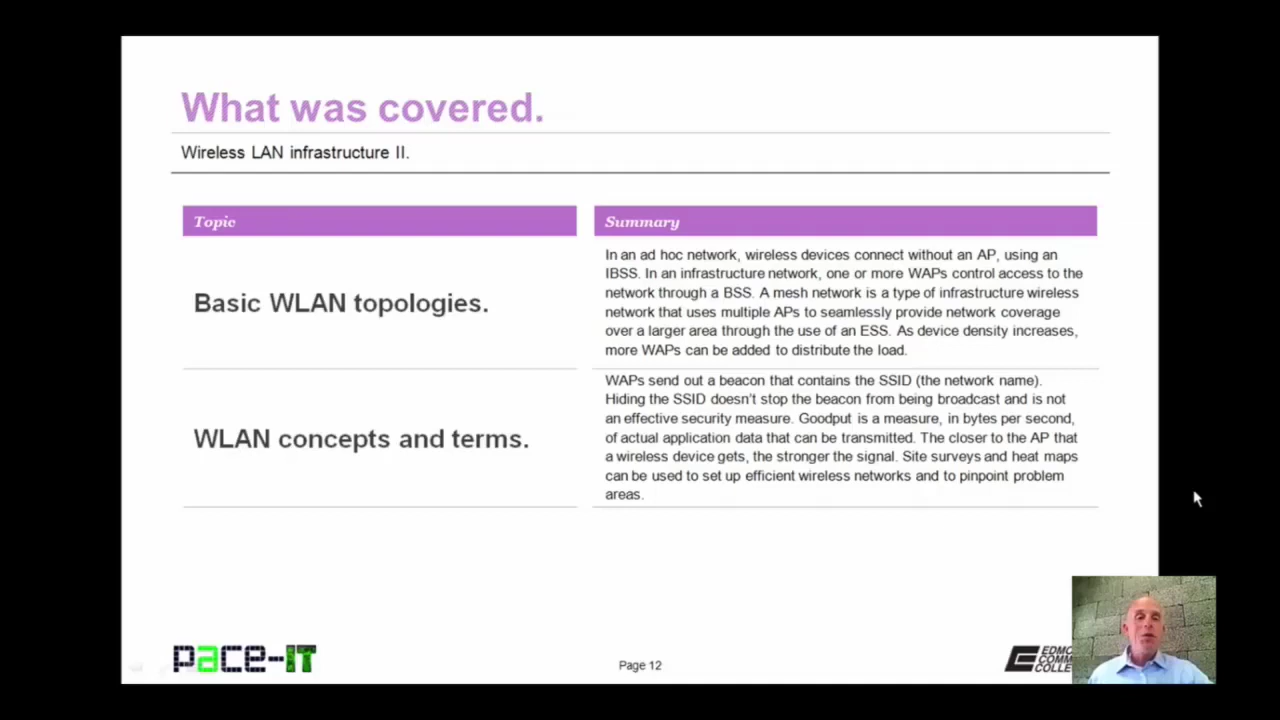 What was covered.
Wireless LAN infrastructure II.
Topic
Summary
Basic WLAN topologies.
In an ad hoc network, wireless devices connect without an AP, using an
IBSS. In an infrastructure network, one or more WAPs control access to the
network through a BSS. A mesh network is a type of infrastructure wireless
network that uses multiple APs to seamlessly provide network coverage
over a larger area through the use of an ESS. As device density increases,
more WAPs can be added to distribute the load.
WLAN concepts and terms.
WAPs send out a beacon that contains the SSID (the network name).
Hiding the SSID doesn't stop the beacon from being broadcast and is not
an effective security measure. Goodput is a measure, in bytes per second,
of actual application data that can be transmitted. The closer to the AP that
a wireless device gets, the stronger the signal. Site surveys and heat maps
can be used to set up efficient wireless networks and to pinpoint problem
areas.
pace-IT
Page 12